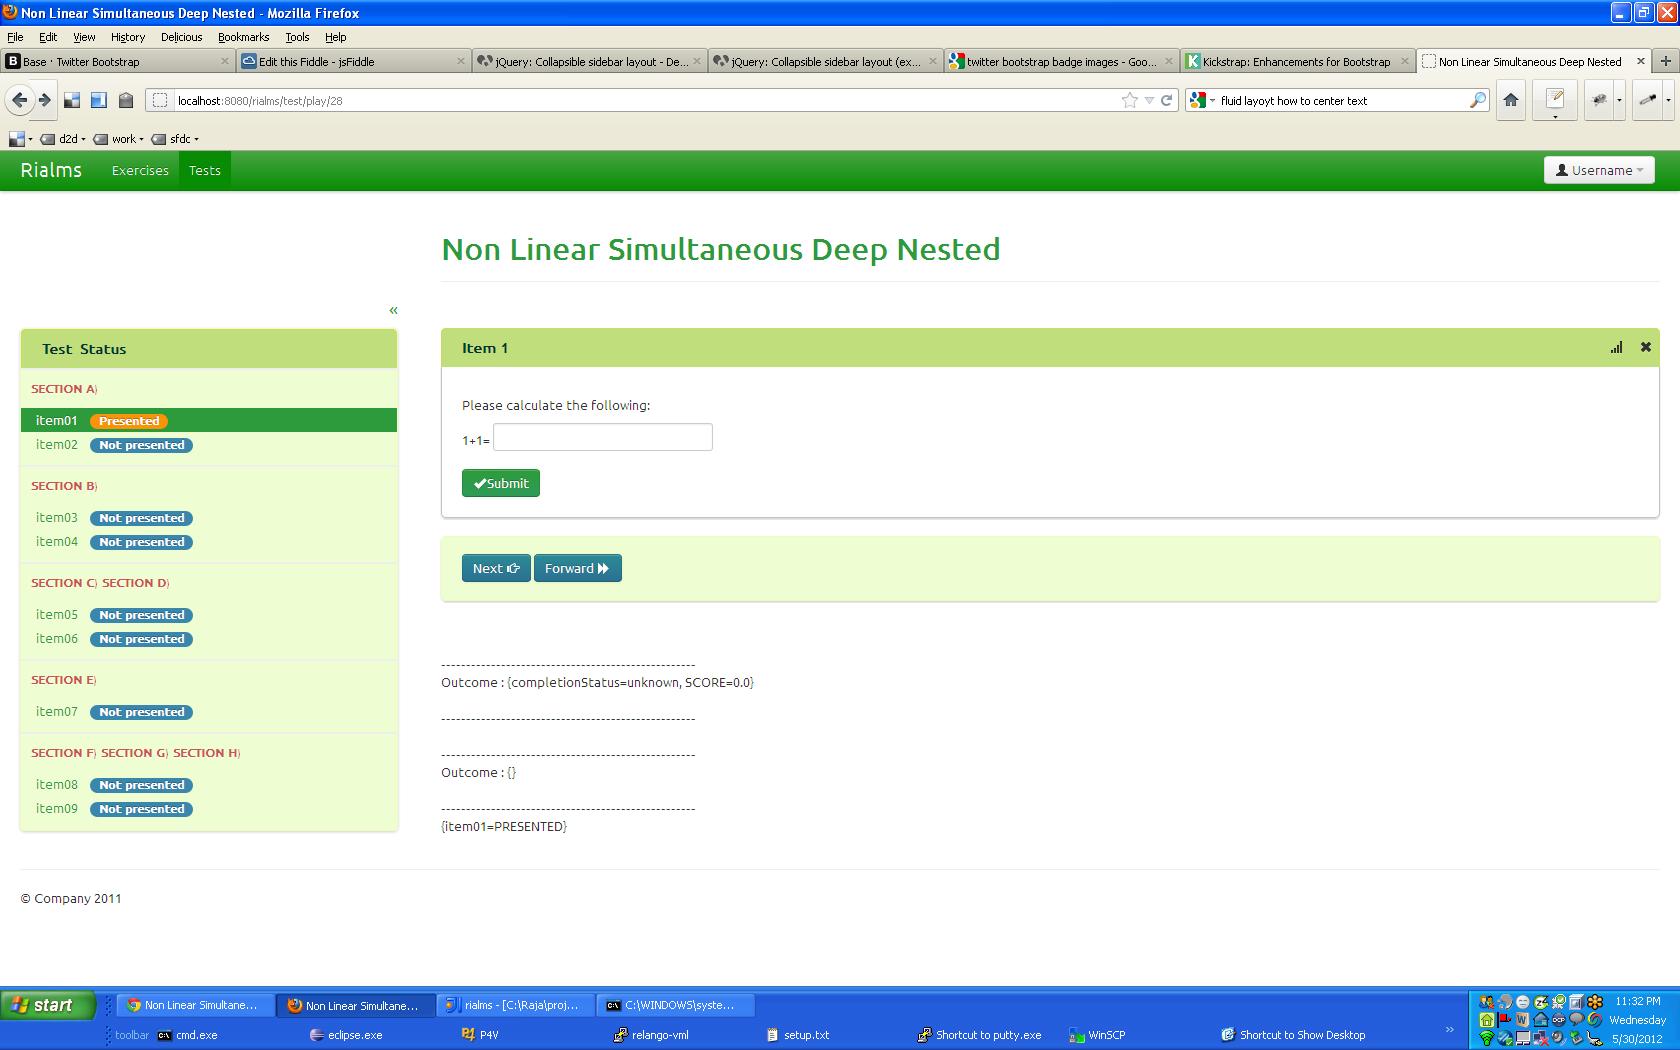 Non Linear Simultaneous Deep Nested - Mozilla Firefox
File Edit View History Delicious Bookmarks Tools Help
Base · Twitter Bootstrap
Edit this Fiddle - jsFiddle
jQuery: Collapsible sidebar layout - De...
jQuery: Collapsible sidebar layout (ex...
twitter bootstrap badge images - Goo...
Kickstrap: Enhancements for Bootstrap
Non Linear Simultaneous Deep Nested
localhost:8080/rialms/test/play/28
fluid layoyt how to center text
d2d work sfdc
Rialms Exercises Tests Username
Non Linear Simultaneous Deep Nested
«
Test Status
SECTION A)
item01 Presented
item02 Not presented
SECTION B)
item03 Not presented
item04 Not presented
SECTION C) SECTION D)
item05 Not presented
item06 Not presented
SECTION E)
item07 Not presented
SECTION F) SECTION G) SECTION H)
item08 Not presented
item09 Not presented
Item 1
Please calculate the following:
1+1=
Submit
Next Forward
----------------------------------------------------
Outcome : {completionStatus=unknown, SCORE=0.0}
----------------------------------------------------
----------------------------------------------------
Outcome : {}
----------------------------------------------------
{item01=PRESENTED}
© Company 2011
start
Non Linear Simultane...
Non Linear Simultane...
rialms - [C:\Raja\proj...
C:\WINDOWS\syste...
11:32 PM
Wednesday
5/30/2012
toolbar cmd.exe eclipse.exe P4V relango-vml setup.txt Shortcut to putty.exe WinSCP Shortcut to Show Desktop »